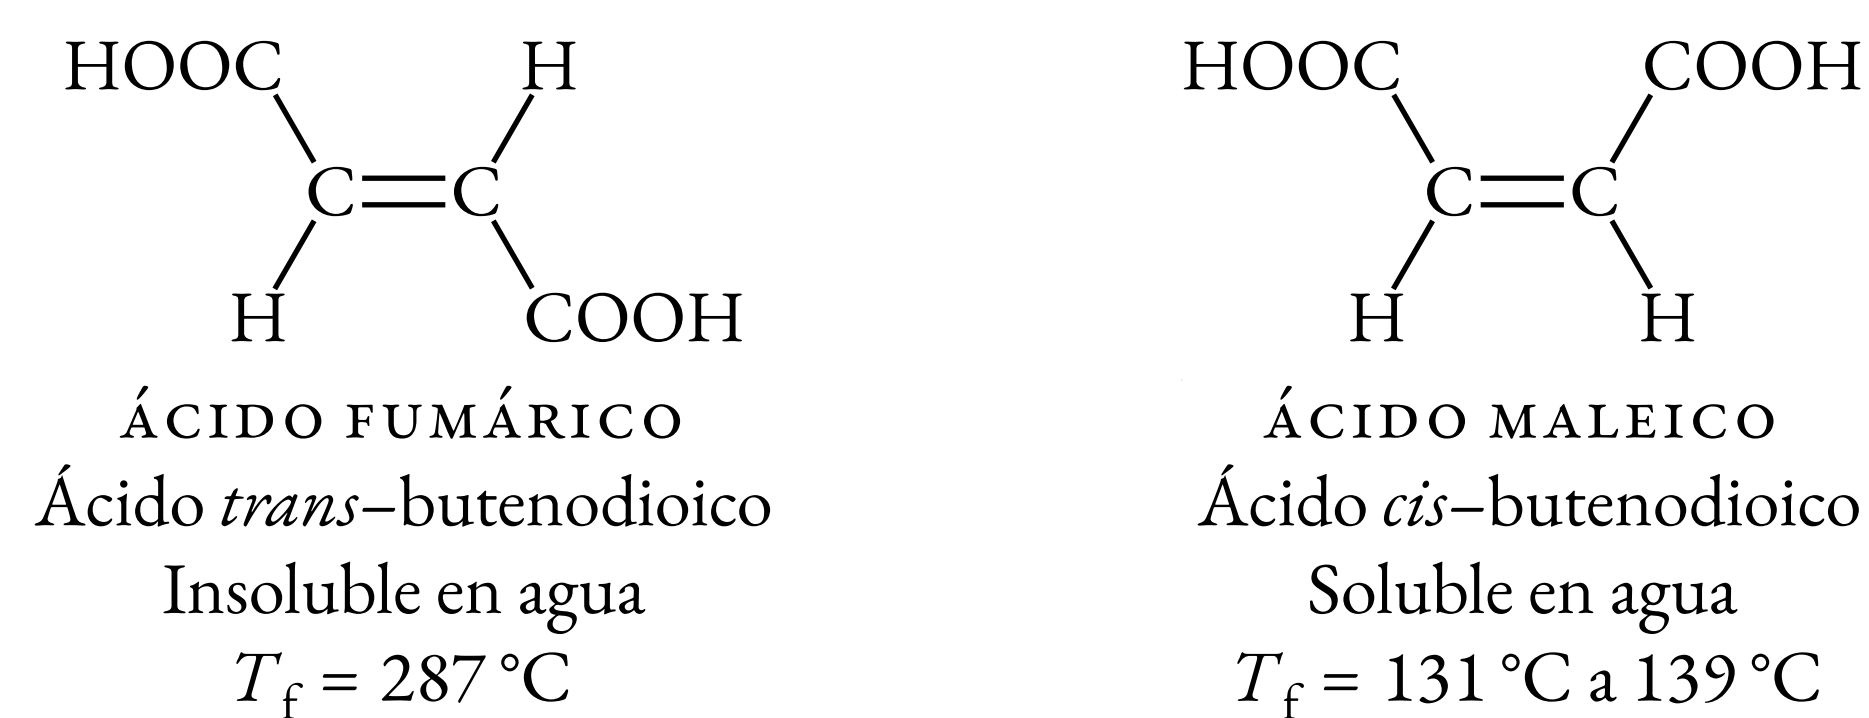 HOOC H
C C
H COOH
ÁCIDO FUMÁRICO
Ácido trans–butenodioico
Insoluble en agua
Tf = 287 °C
HOOC COOH
C C
H H
ÁCIDO MALEICO
Ácido cis–butenodioico
Soluble en agua
Tf = 131 °C a 139 °C